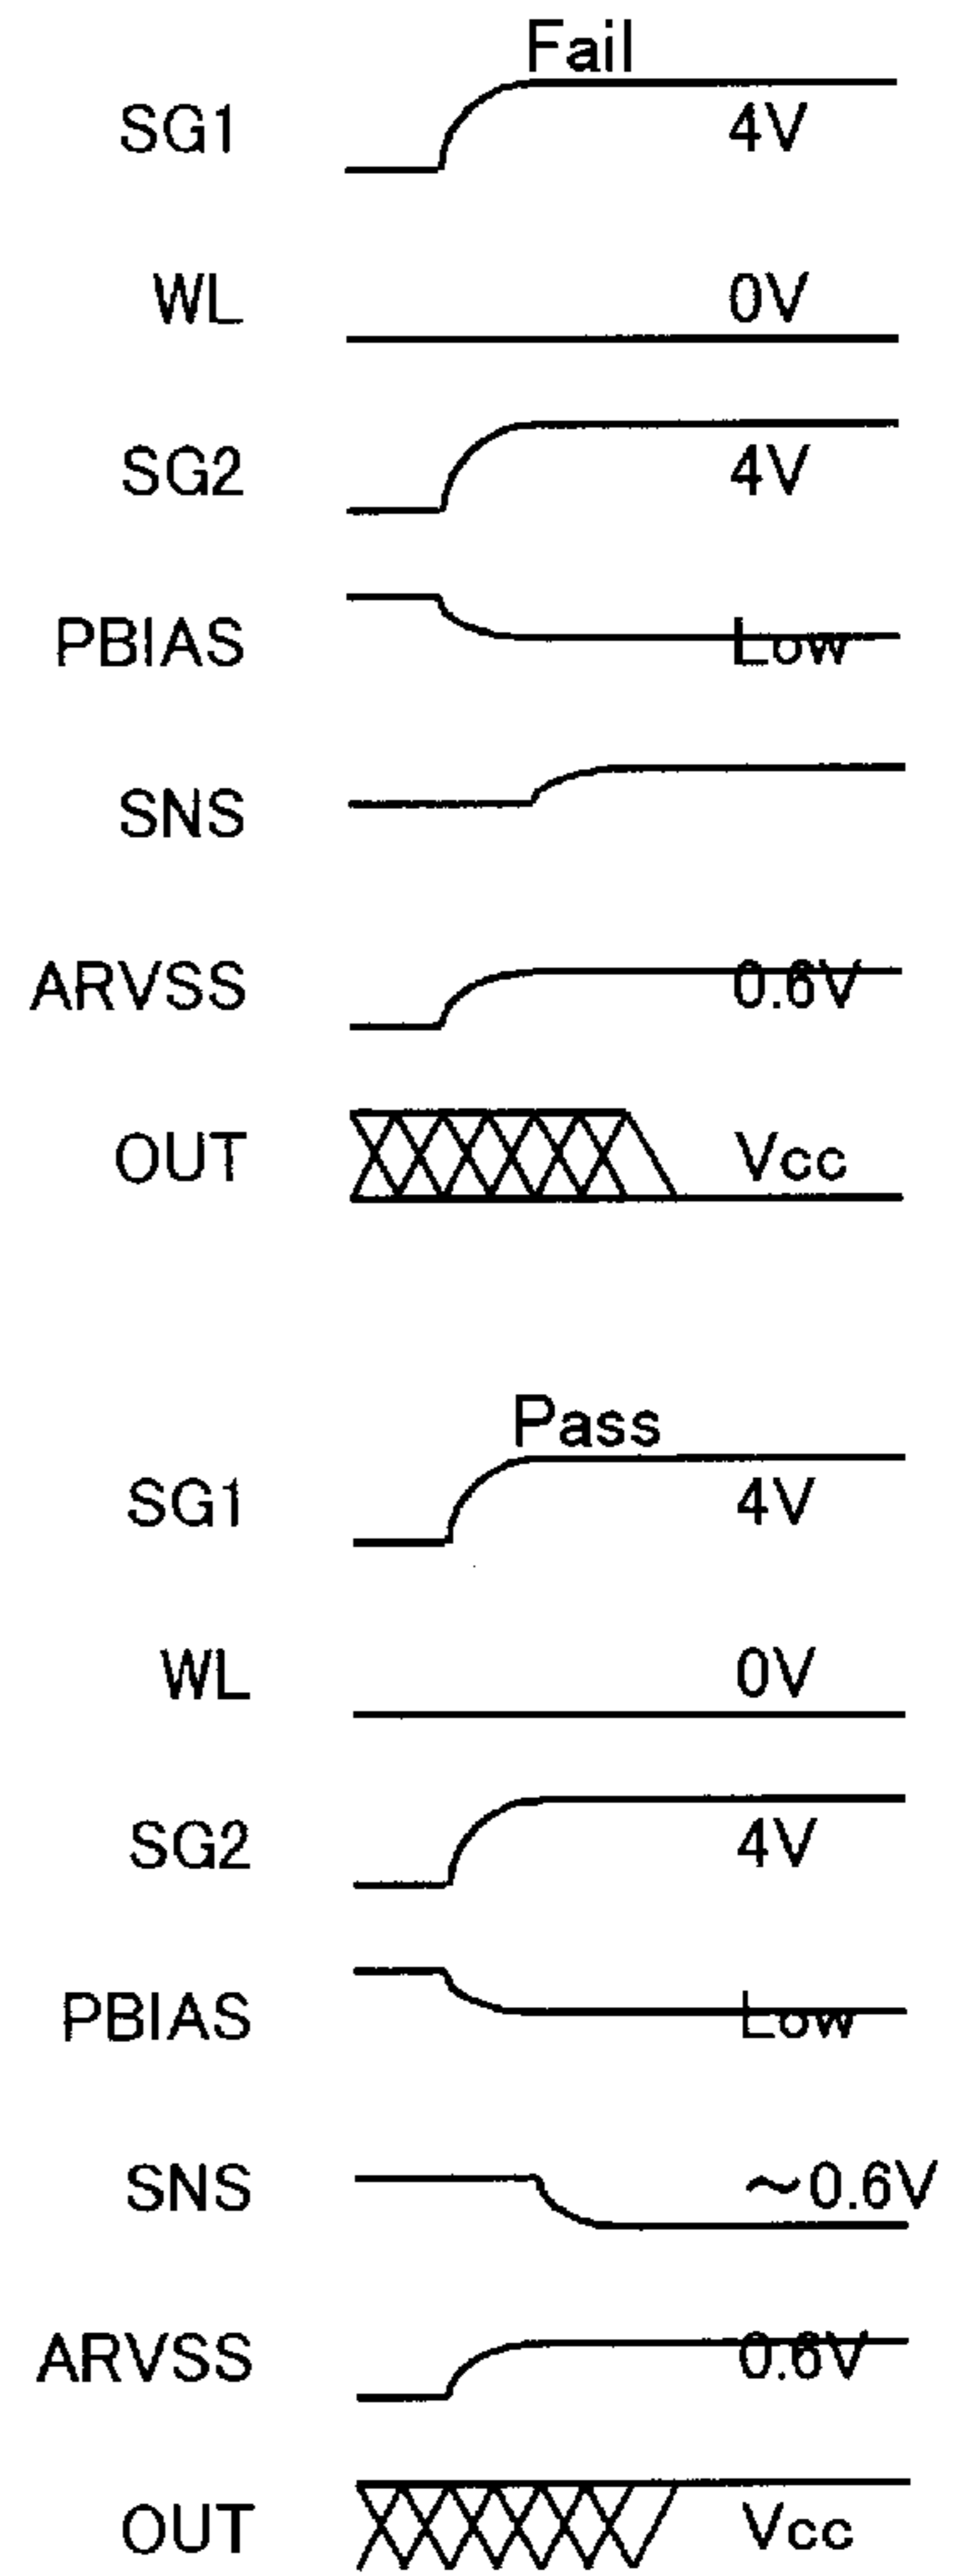 Fail
SG1 4V
WL 0V
SG2 4V
PBIAS Low
SNS
ARVSS 0.6V
OUT Vcc
Pass
SG1 4V
WL 0V
SG2 4V
PBIAS Low
SNS ～0.6V
ARVSS 0.6V
OUT Vcc